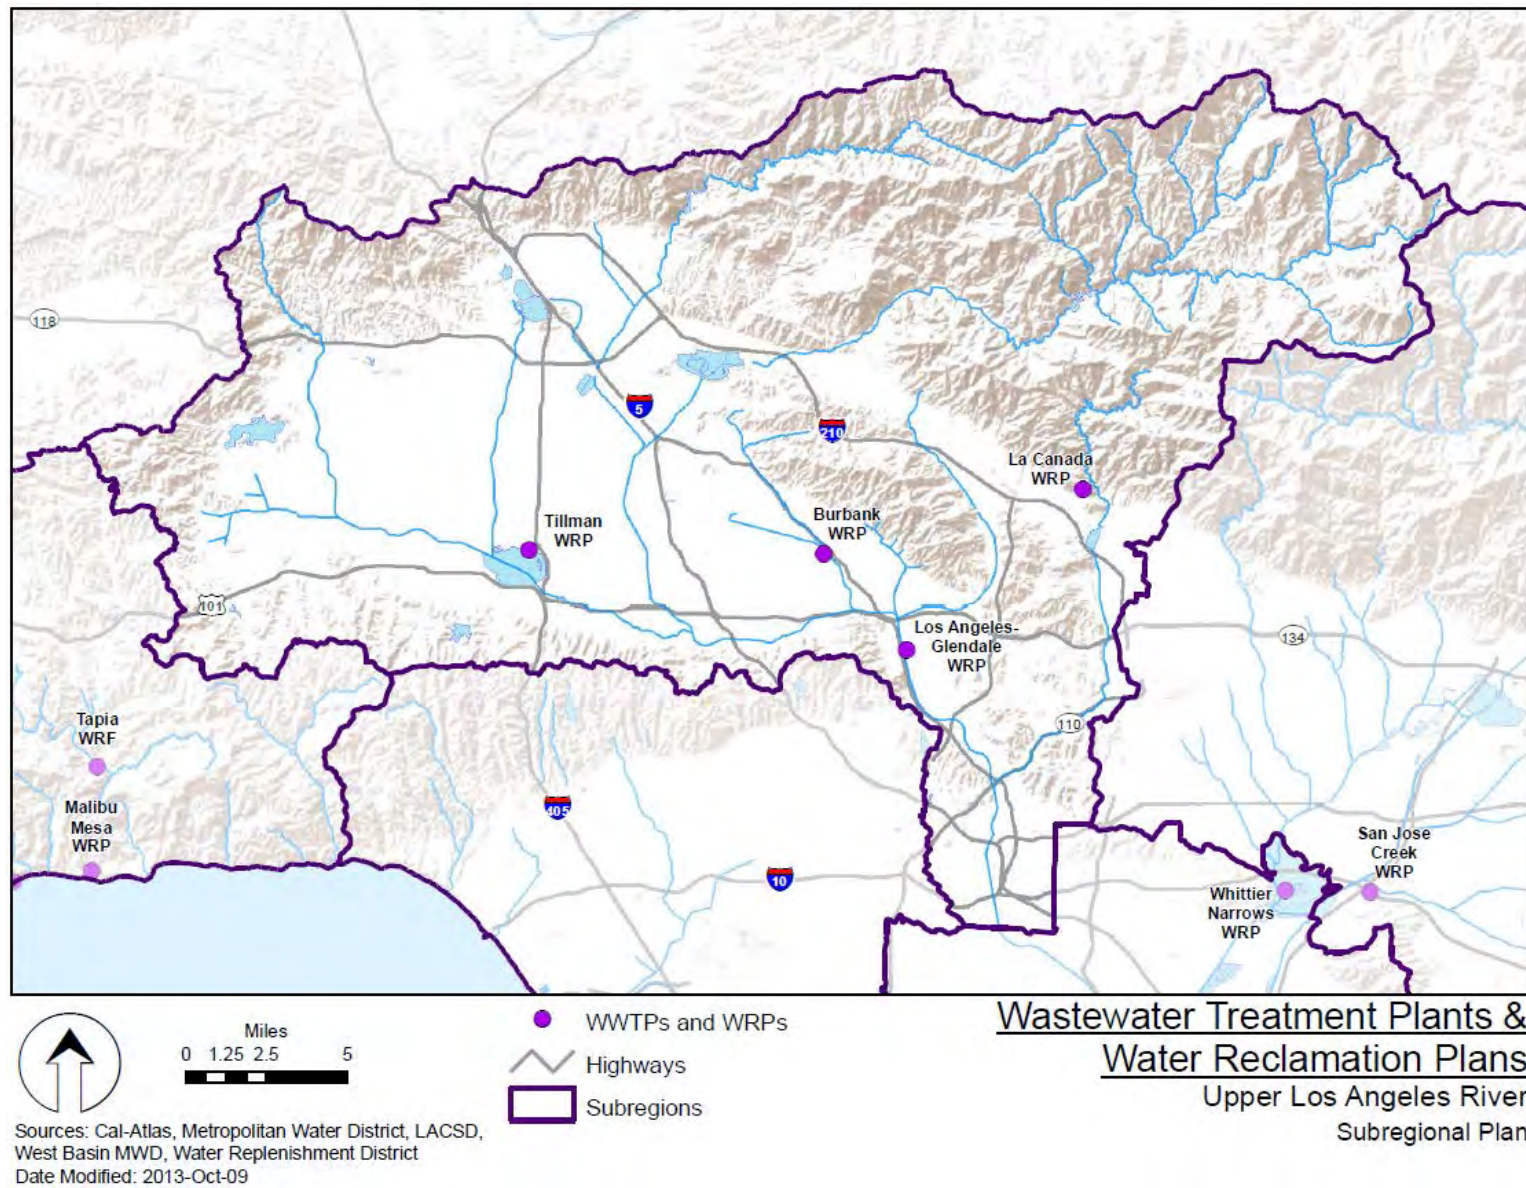 118
5
210
La Canada
WRP
Burbank
WRP
Tillman
WRP
101
Los Angeles-
Glendale
WRP
134
Tapia
WRF
110
Malibu
Mesa
WRP
405
10
San Jose
Creek
WRP
Whittier
Narrows
WRP
Miles
0 1.25 2.5 5
WWTPs and WRPs
Highways
Subregions
Wastewater Treatment Plants &
Water Reclamation Plans
Upper Los Angeles River
Subregional Plan
Sources: Cal-Atlas, Metropolitan Water District, LACSD,
West Basin MWD, Water Replenishment District
Date Modified: 2013-Oct-09